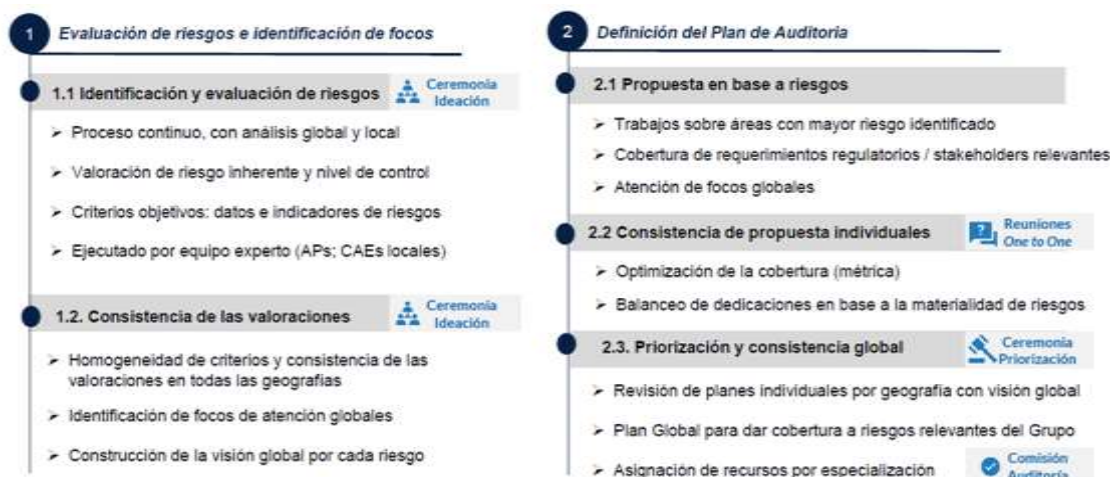 1 Evaluación de riesgos e identificación de focos
1.1 Identificación y evaluación de riesgos
Ceremonia
Ideación
➢ Proceso continuo, con análisis global y local
➢ Valoración de riesgo inherente y nivel de control
➢ Criterios objetivos: datos e indicadores de riesgos
➢ Ejecutado por equipo experto (APs; CAEs locales)
1.2. Consistencia de las valoraciones
Ceremonia
Ideación
➢ Homogeneidad de criterios y consistencia de las
valoraciones en todas las geografías
➢ Identificación de focos de atención globales
➢ Construcción de la visión global por cada riesgo
2 Definición del Plan de Auditoria
2.1 Propuesta en base a riesgos
➢ Trabajos sobre áreas con mayor riesgo identificado
➢ Cobertura de requerimientos regulatorios / stakeholders relevantes
➢ Atención de focos globales
2.2 Consistencia de propuesta individuales
?
Reuniones
One to One
➢ Optimización de la cobertura (métrica)
➢ Balanceo de dedicaciones en base a la materialidad de riesgos
2.3. Priorización y consistencia global
Ceremonia
Priorización
➢ Revisión de planes individuales por geografía con visión global
➢ Plan Global para dar cobertura a riesgos relevantes del Grupo
➢ Asignación de recursos por especialización
Comisión
Auditoría